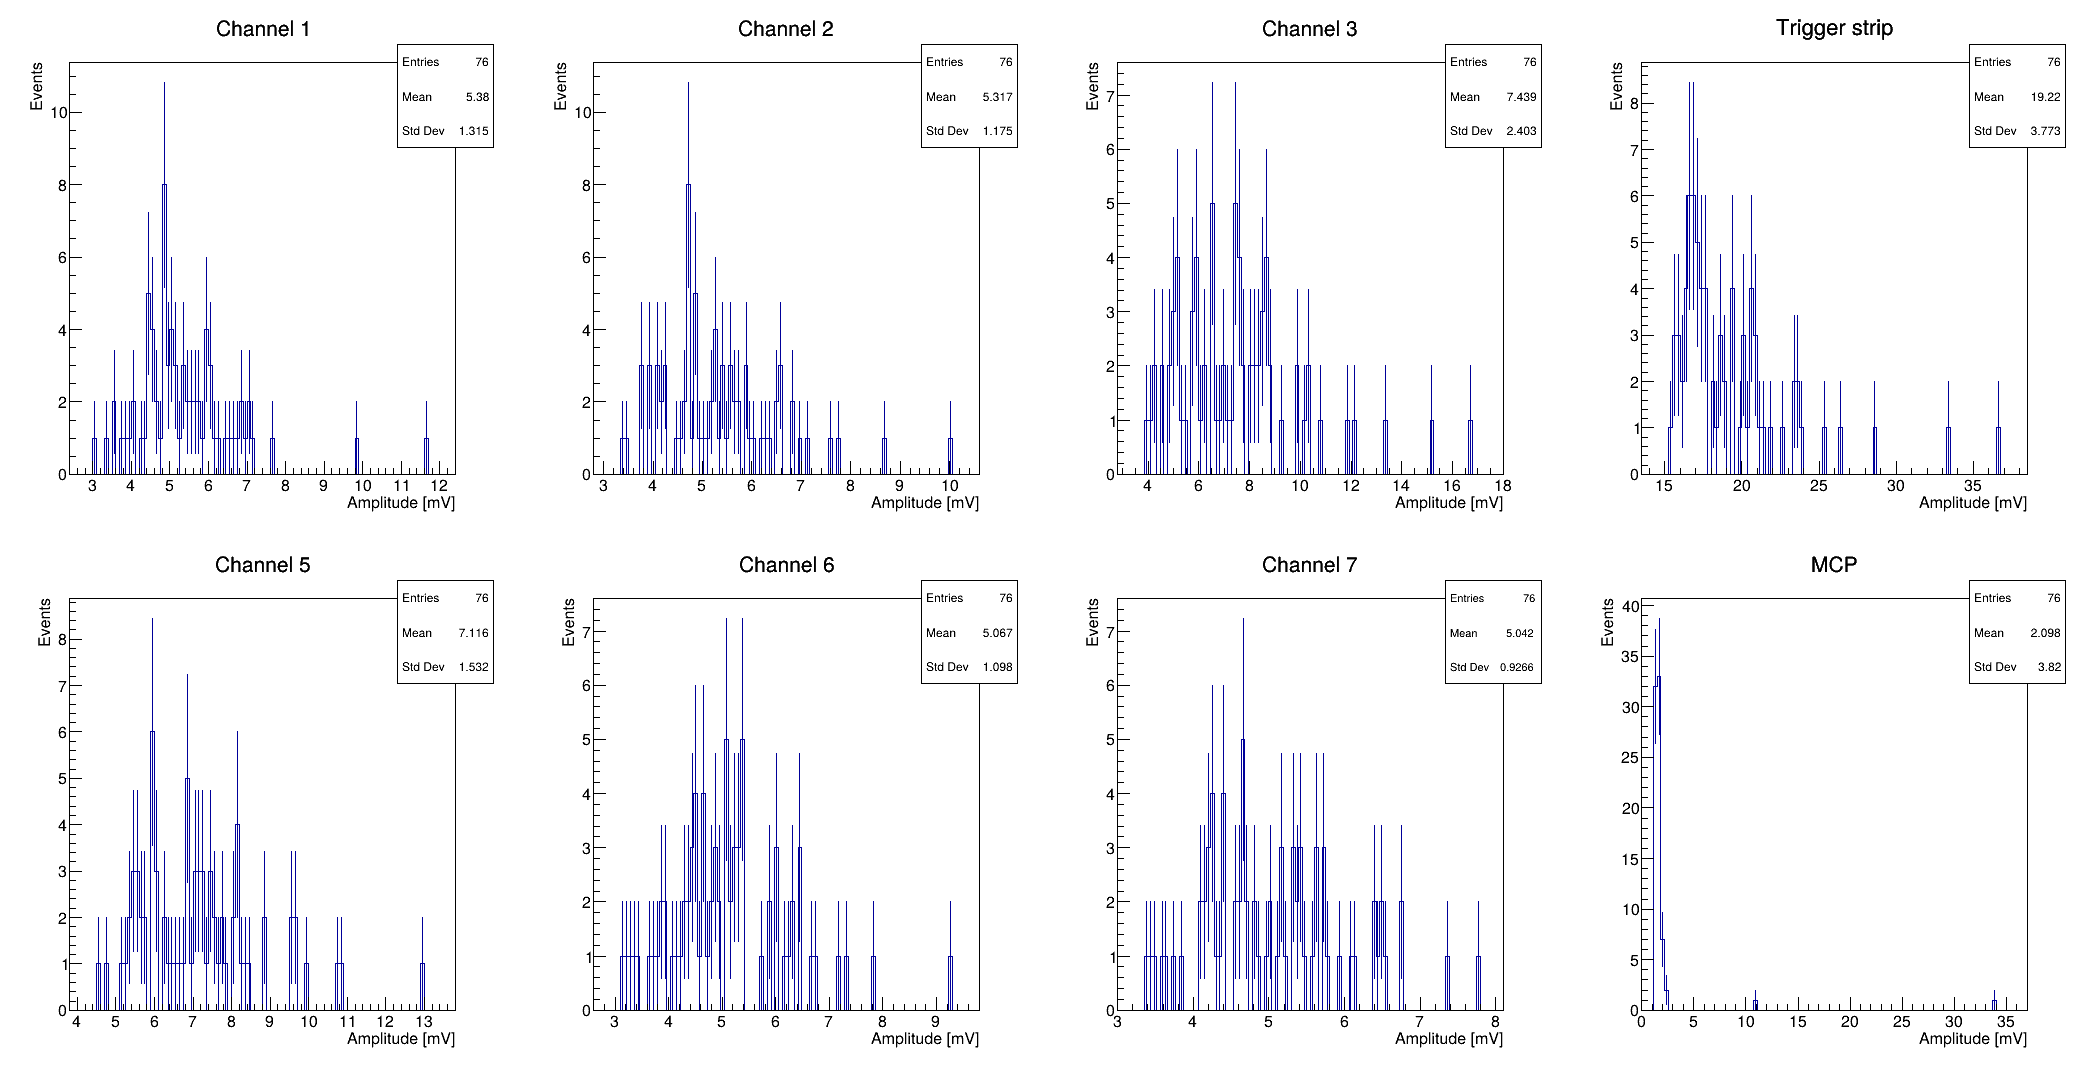 Channel 1
Events
Entries 76
Mean 5.38
Std Dev 1.315
10
8
6
4
2
0
3 4 5 6 7 8 9 10 11 12
Amplitude [mV]
Channel 2
Events
Entries 76
Mean 5.317
Std Dev 1.175
10
8
6
4
2
0
3 4 5 6 7 8 9 10
Amplitude [mV]
Channel 3
Events
Entries 76
Mean 7.439
Std Dev 2.403
7
6
5
4
3
2
1
0
4 6 8 10 12 14 16 18
Amplitude [mV]
Trigger strip
Events
Entries 76
Mean 19.22
Std Dev 3.773
8
7
6
5
4
3
2
1
0
15 20 25 30 35
Amplitude [mV]
Channel 5
Events
Entries 76
Mean 7.116
Std Dev 1.532
8
7
6
5
4
3
2
1
0
4 5 6 7 8 9 10 11 12 13
Amplitude [mV]
Channel 6
Events
Entries 76
Mean 5.067
Std Dev 1.098
7
6
5
4
3
2
1
0
3 4 5 6 7 8 9
Amplitude [mV]
Channel 7
Events
Entries 76
Mean 5.042
Std Dev 0.9266
7
6
5
4
3
2
1
0
3 4 5 6 7 8
Amplitude [mV]
MCP
Events
Entries 76
Mean 2.098
Std Dev 3.82
40
35
30
25
20
15
10
5
0
0 5 10 15 20 25 30 35
Amplitude [mV]